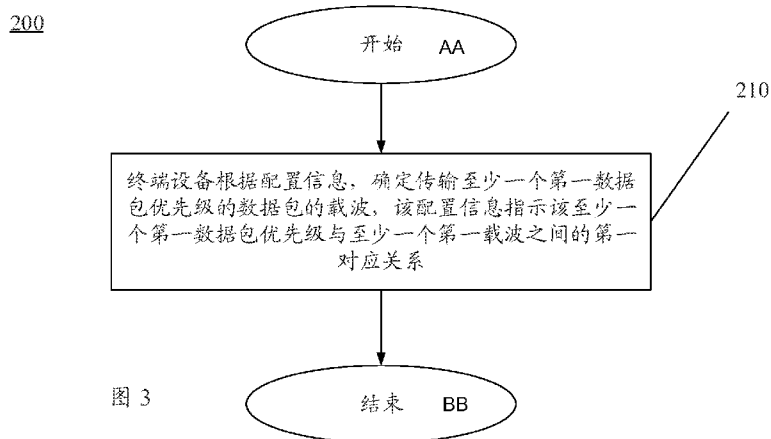 200
开始 AA
210
终端设备根据配置信息，确定传输至少一个第一数据
包优先级的数据包的载波，该配置信息指示该至少一
个第一数据包优先级与至少一个第一载波之间的第一
对应关系
图 3
结束 BB